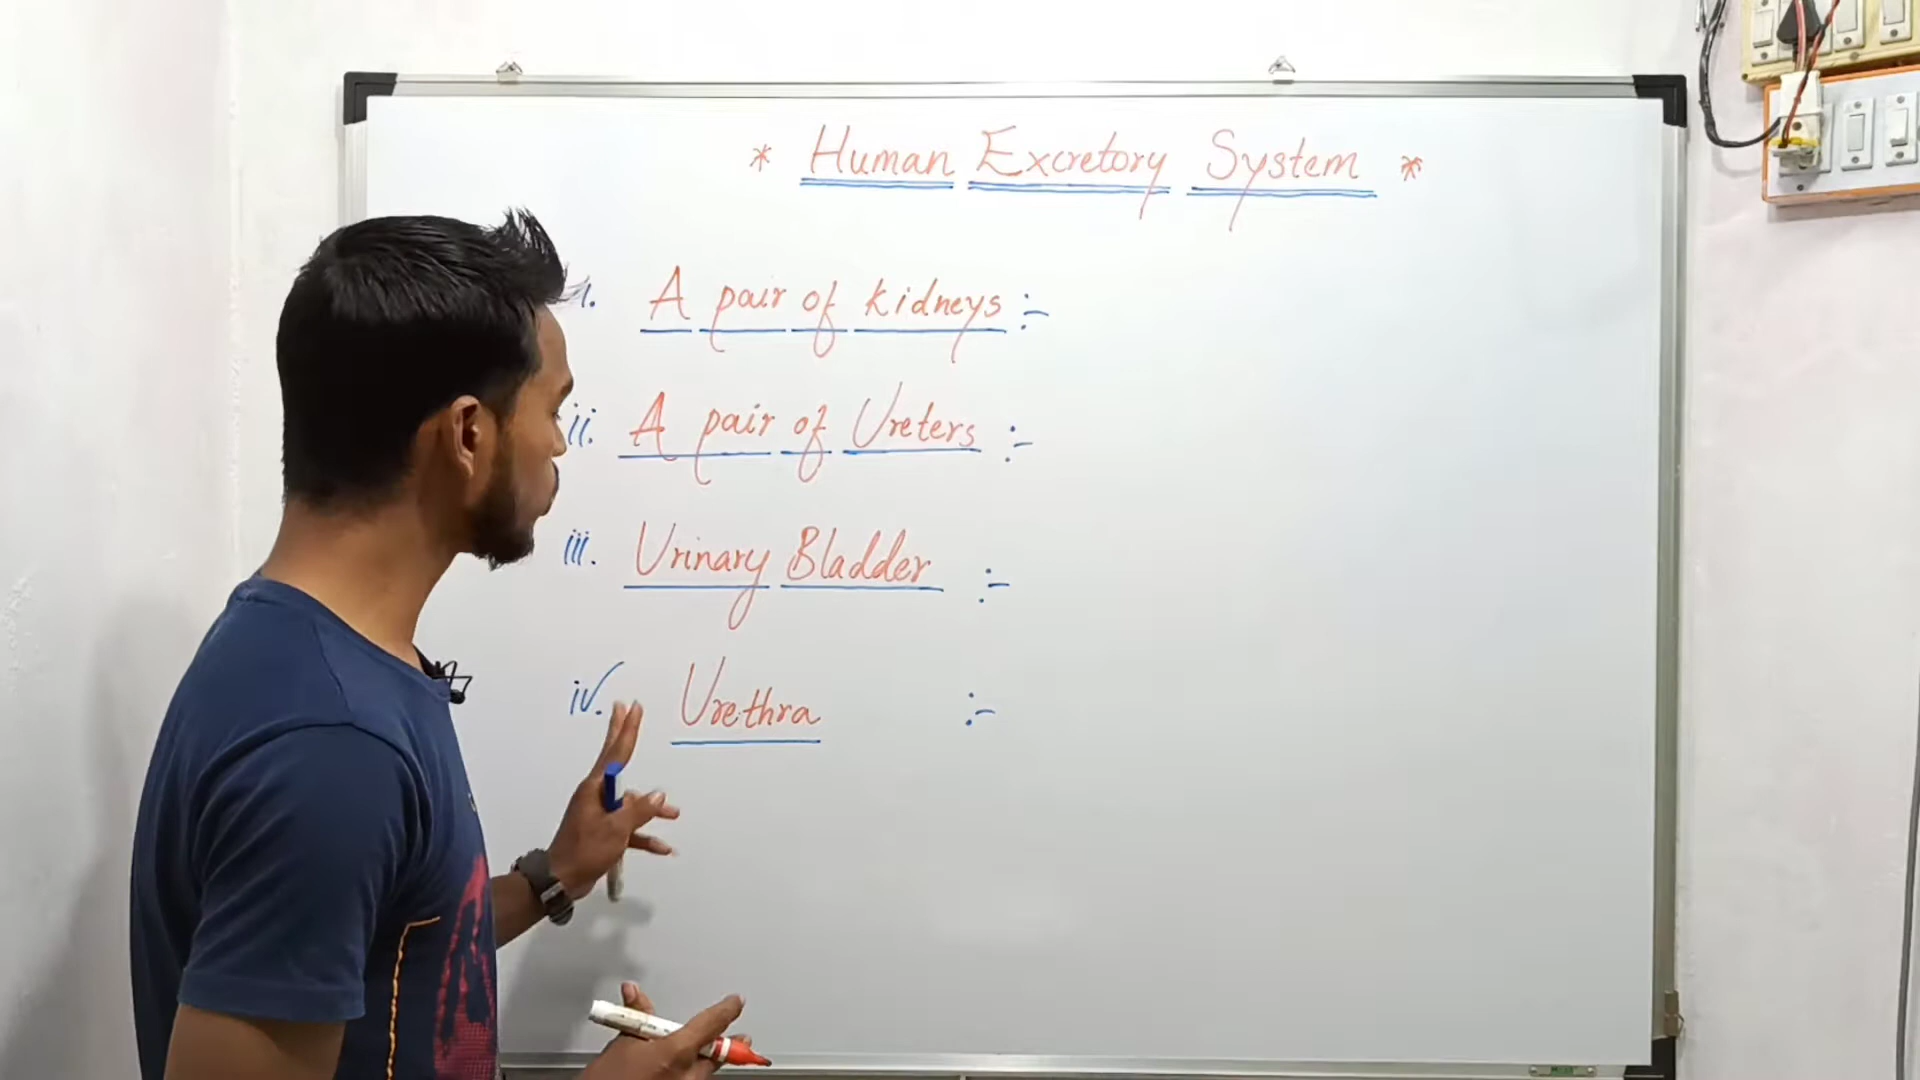 * Human Excretory System *
i. A pair of kidneys :-
ii. A pair of Ureters :-
iii. Urinary Bladder :-
iv. Urethra :-